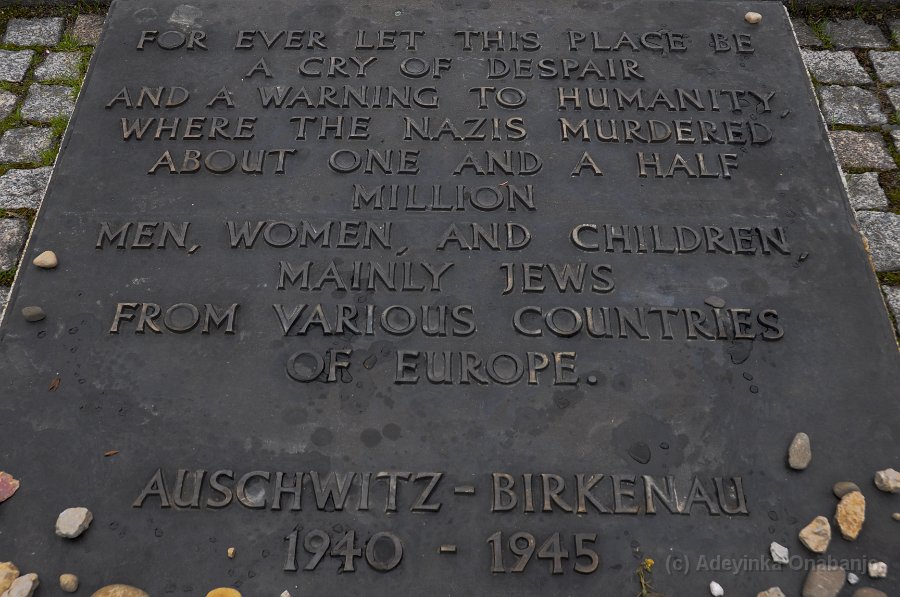 FOR EVER LET THIS PLACE BE
A CRY OF DESPAIR
AND A WARNING TO HUMANITY,
WHERE THE NAZIS MURDERED
ABOUT ONE AND A HALF
MILLION
MEN, WOMEN, AND CHILDREN,
MAINLY JEWS
FROM VARIOUS COUNTRIES
OF EUROPE.
AUSCHWITZ - BIRKENAU
1940 - 1945
(c) Adeyinka Onabanjo